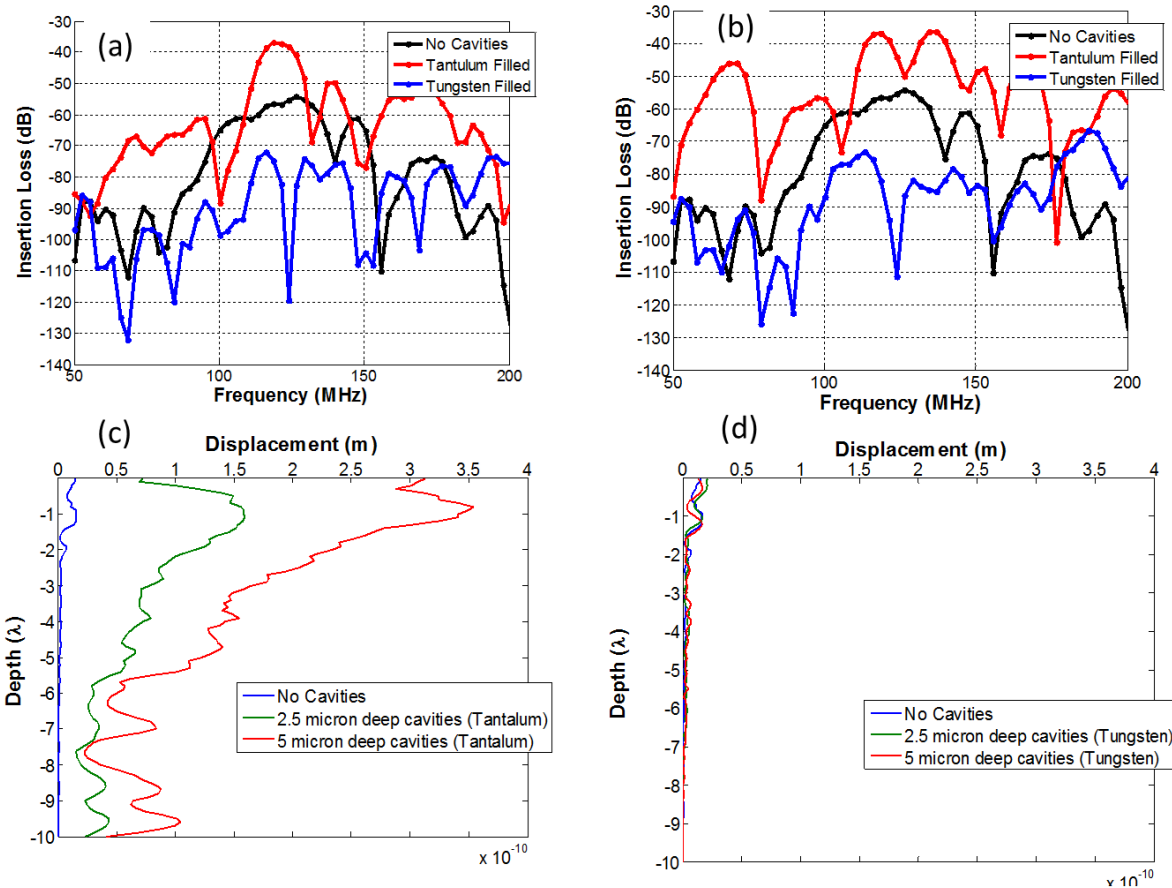 (a)
-30
-40
-50
-60
-70
-80
-90
-100
-110
-120
-130
-140
Insertion Loss (dB)
No Cavities
Tantulum Filled
Tungsten Filled
50
100
150
200
Frequency (MHz)
(b)
-30
-40
-50
-60
-70
-80
-90
-100
-110
-120
-130
-140
Insertion Loss (dB)
No Cavities
Tantulum Filled
Tungsten Filled
50
100
150
200
Frequency (MHz)
(c)
Displacement (m)
0 0.5 1 1.5 2 2.5 3 3.5 4
-1
-2
-3
-4
-5
-6
-7
-8
-9
-10
Depth (λ)
No Cavities
2.5 micron deep cavities (Tantalum)
5 micron deep cavities (Tantalum)
x 10⁻¹⁰
(d)
Displacement (m)
0 0.5 1 1.5 2 2.5 3 3.5 4
-1
-2
-3
-4
-5
-6
-7
-8
-9
-10
Depth (λ)
No Cavities
2.5 micron deep cavities (Tungsten)
5 micron deep cavities (Tungsten)
x 10⁻¹⁰